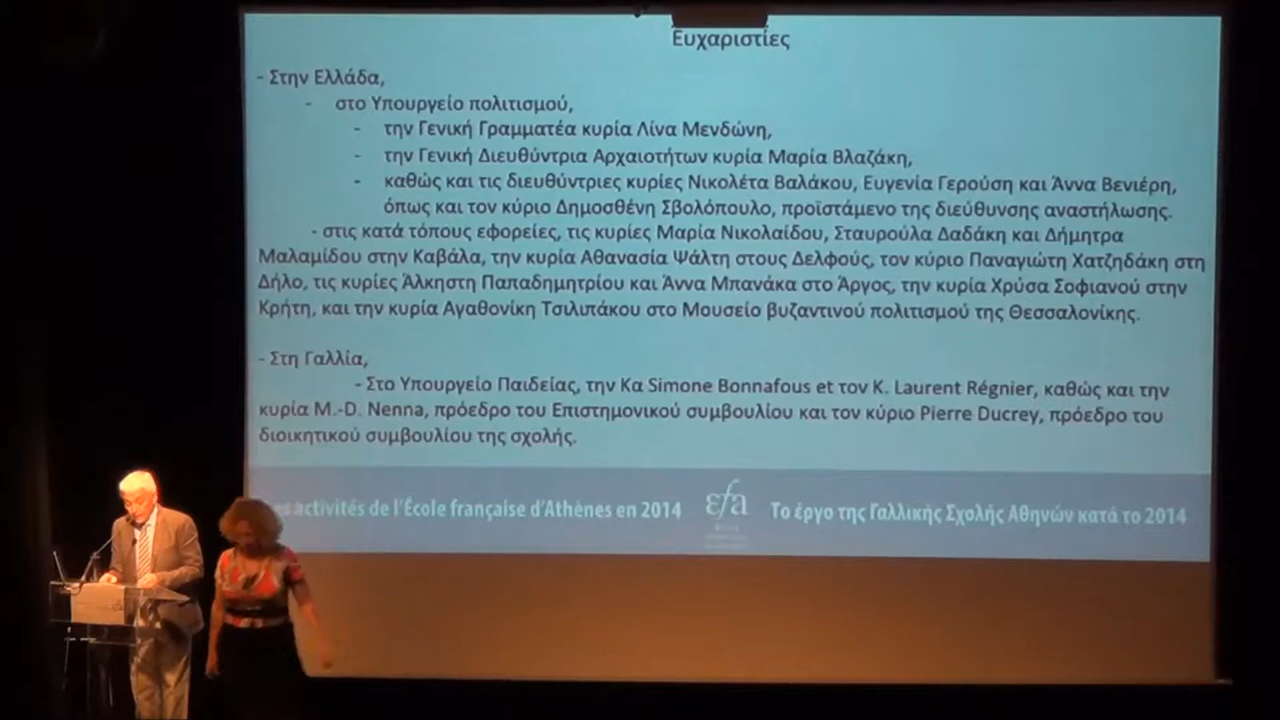 Ευχαριστίες
- Στην Ελλάδα,
- στο Υπουργείο πολιτισμού,
- την Γενική Γραμματέα κυρία Λίνα Μενδώνη,
- την Γενική Διευθύντρια Αρχαιοτήτων κυρία Μαρία Βλαζάκη,
- καθώς και τις διευθύντριες κυρίες Νικολέτα Βαλάκου, Ευγενία Γερούση και Άννα Βενιέρη,
όπως και τον κύριο Δημοσθένη Σβολόπουλο, προϊστάμενο της διεύθυνσης αναστήλωσης.
- στις κατά τόπους εφορείες, τις κυρίες Μαρία Νικολαίδου, Σταυρούλα Δαδάκη και Δήμητρα
Μαλαμίδου στην Καβάλα, την κυρία Αθανασία Ψάλτη στους Δελφούς, τον κύριο Παναγιώτη Χατζηδάκη στη
Δήλο, τις κυρίες Άλκηστη Παπαδημητρίου και Άννα Μπανάκα στο Άργος, την κυρία Χρύσα Σοφιανού στην
Κρήτη, και την κυρία Αγαθονίκη Τσιλιπάκου στο Μουσείο βυζαντινού πολιτισμού της Θεσσαλονίκης.
- Στη Γαλλία,
- Στο Υπουργείο Παιδείας, την Κα Simone Bonnafous et τον Κ. Laurent Régnier, καθώς και την
κυρία M.-D. Nenna, πρόεδρο του Επιστημονικού συμβουλίου και τον κύριο Pierre Ducrey, πρόεδρο του
διοικητικού συμβουλίου της σχολής.
es activités de l'École française d'Athènes en 2014 efa Το έργο της Γαλλικής Σχολής Αθηνών κατά το 2014